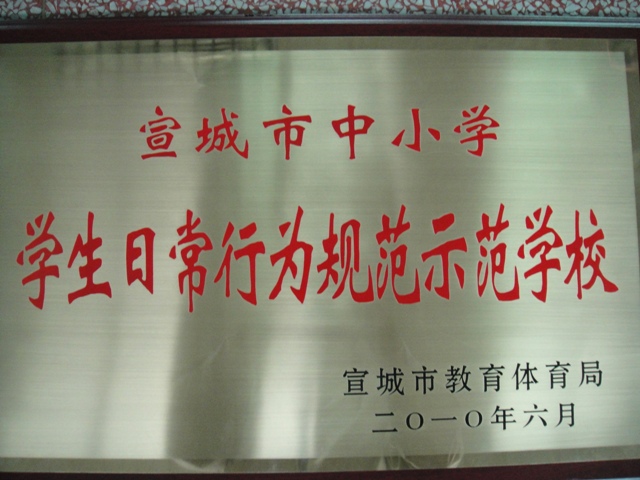 宣城市中小学
学生日常行为规范示范学校
宣城市教育体育局
二〇一〇年六月